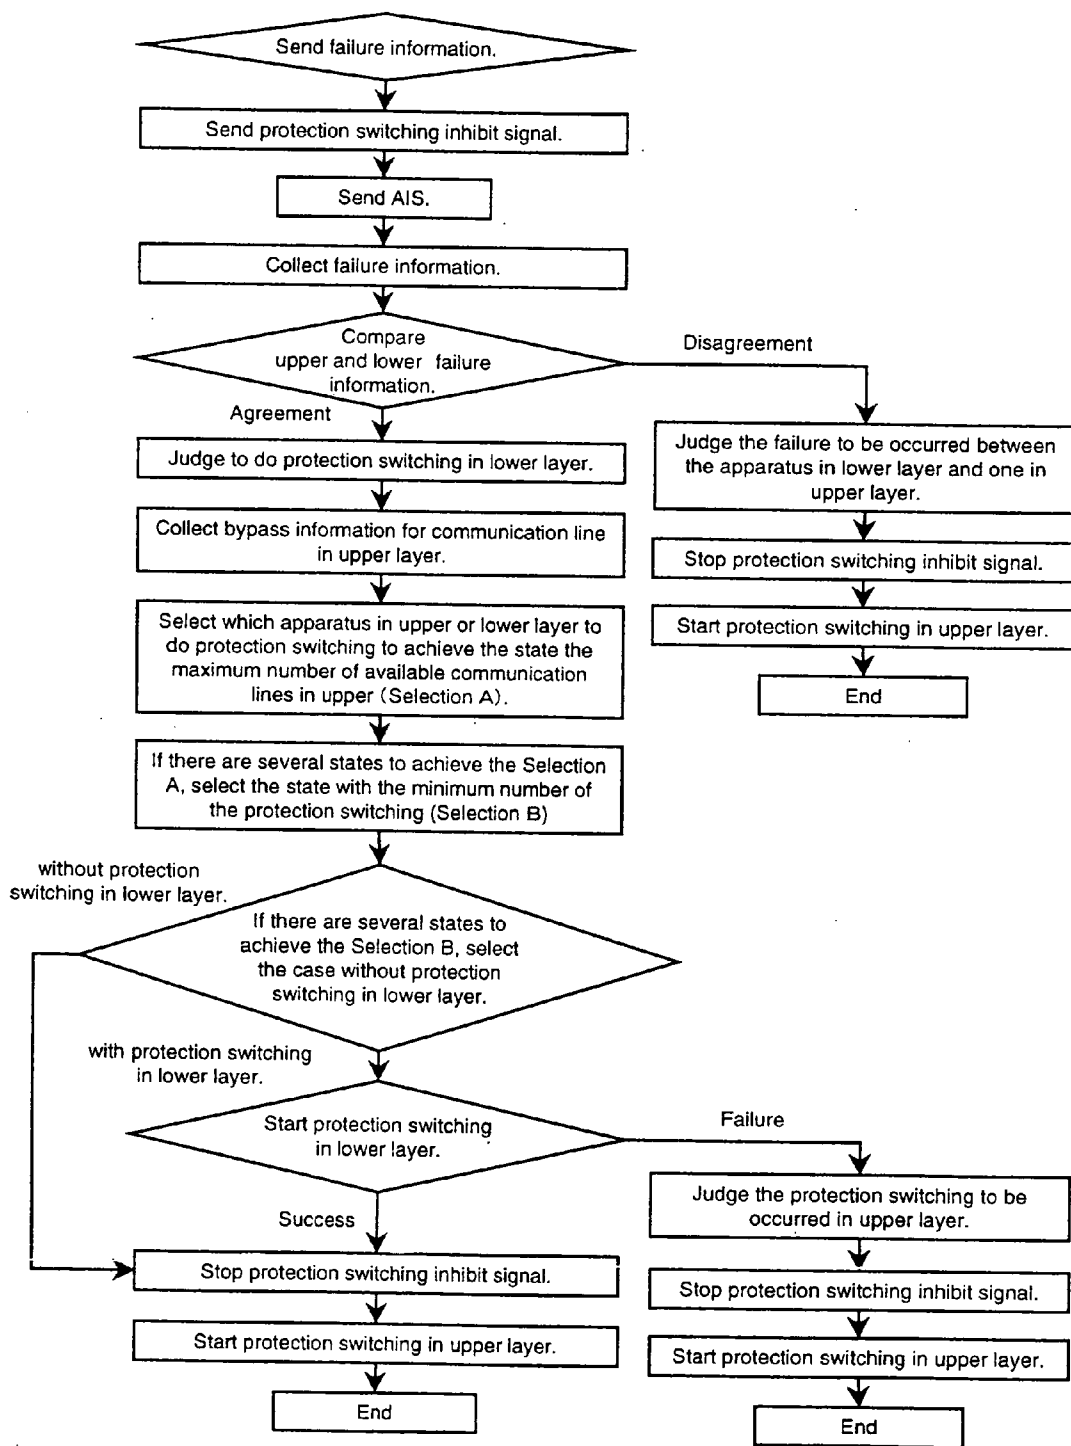 Send failure information.
Send protection switching inhibit signal.
Send AIS.
Collect failure information.
Compare
upper and lower failure
information.
Disagreement
Agreement
Judge to do protection switching in lower layer.
Collect bypass information for communication line
in upper layer.
Select which apparatus in upper or lower layer to
do protection switching to achieve the state the
maximum number of available communication
lines in upper (Selection A).
If there are several states to achieve the Selection
A, select the state with the minimum number of
the protection switching (Selection B)
Judge the failure to be occurred between
the apparatus in lower layer and one in
upper layer.
Stop protection switching inhibit signal.
Start protection switching in upper layer.
End
without protection
switching in lower layer.
If there are several states to
achieve the Selection B, select
the case without protection
switching in lower layer.
with protection switching
in lower layer.
Start protection switching
in lower layer.
Failure
Success
Stop protection switching inhibit signal.
Start protection switching in upper layer.
End
Judge the protection switching to be
occurred in upper layer.
Stop protection switching inhibit signal.
Start protection switching in upper layer.
End